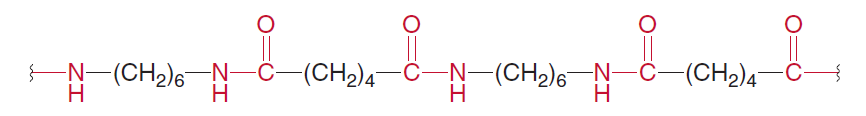 O O O O
N—(CH₂)₆—N—C—(CH₂)₄—C—N—(CH₂)₆—N—C—(CH₂)₄—C
H H H H